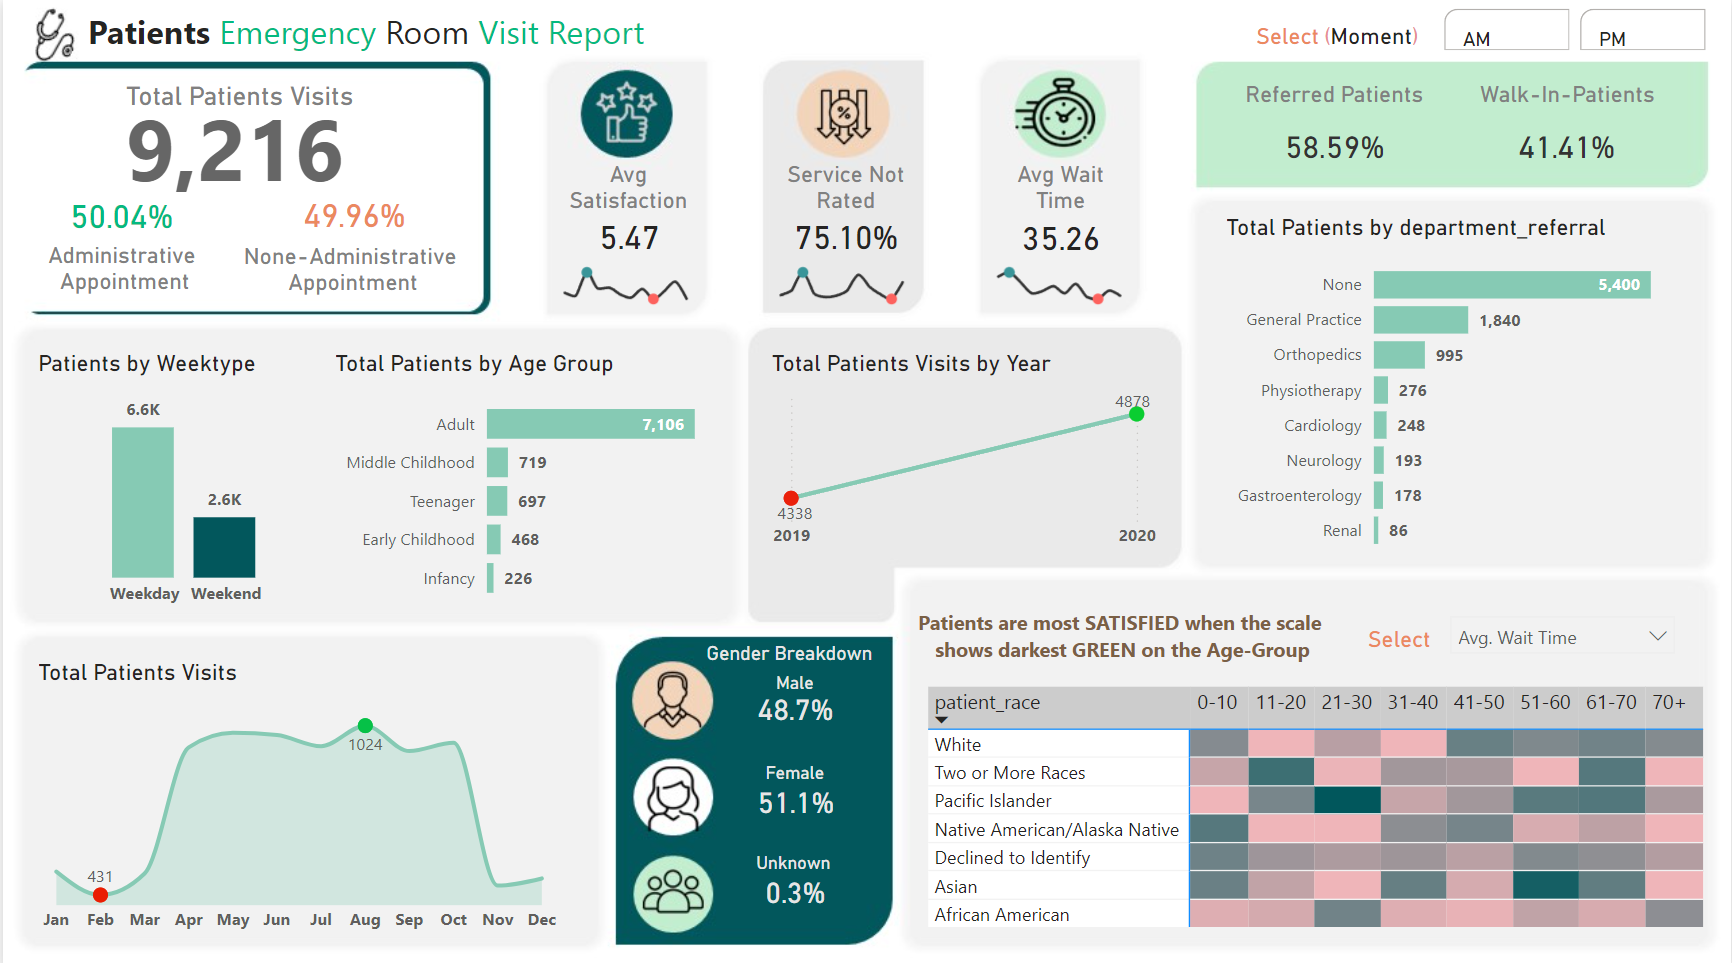 Patients Emergency Room Visit Report
Select (Moment)
AM
PM
Total Patients Visits
9,216
50.04%
Administrative
Appointment
49.96%
None-Administrative
Appointment
Avg
Satisfaction
5.47
Service Not
Rated
75.10%
Avg Wait
Time
35.26
Referred Patients
58.59%
Walk-In-Patients
41.41%
Total Patients by department_referral
None
5,400
General Practice
1,840
Orthopedics
995
Physiotherapy
276
Cardiology
248
Neurology
193
Gastroenterology
178
Renal
86
Patients by Weektype
6.6K
2.6K
Weekday
Weekend
Total Patients by Age Group
Adult
7,106
Middle Childhood
719
Teenager
697
Early Childhood
468
Infancy
226
Total Patients Visits by Year
4878
4338
2019
2020
Total Patients Visits
1024
431
Jan Feb Mar Apr May Jun Jul Aug Sep Oct Nov Dec
Gender Breakdown
Male
48.7%
Female
51.1%
Unknown
0.3%
Patients are most SATISFIED when the scale
shows darkest GREEN on the Age-Group
Select
Avg. Wait Time
patient_race 0-10 11-20 21-30 31-40 41-50 51-60 61-70 70+
White
Two or More Races
Pacific Islander
Native American/Alaska Native
Declined to Identify
Asian
African American
%